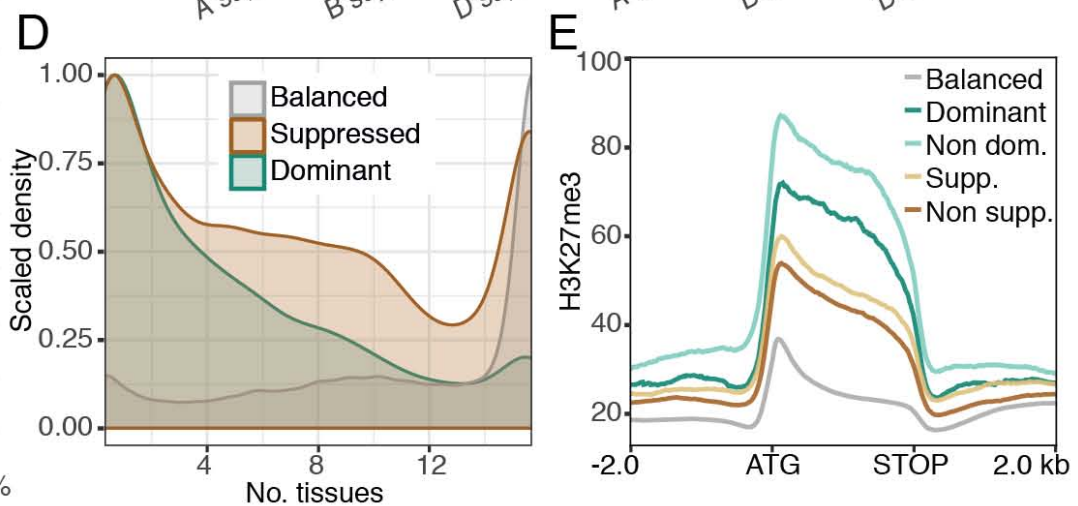 D
1.00
0.75
0.50
0.25
0.00
Scaled density
Balanced
Suppressed
Dominant
4 8 12
No. tissues
%
E
100
80
60
40
20
H3K27me3
Balanced
Dominant
Non dom.
Supp.
Non supp.
-2.0 ATG STOP 2.0 kb